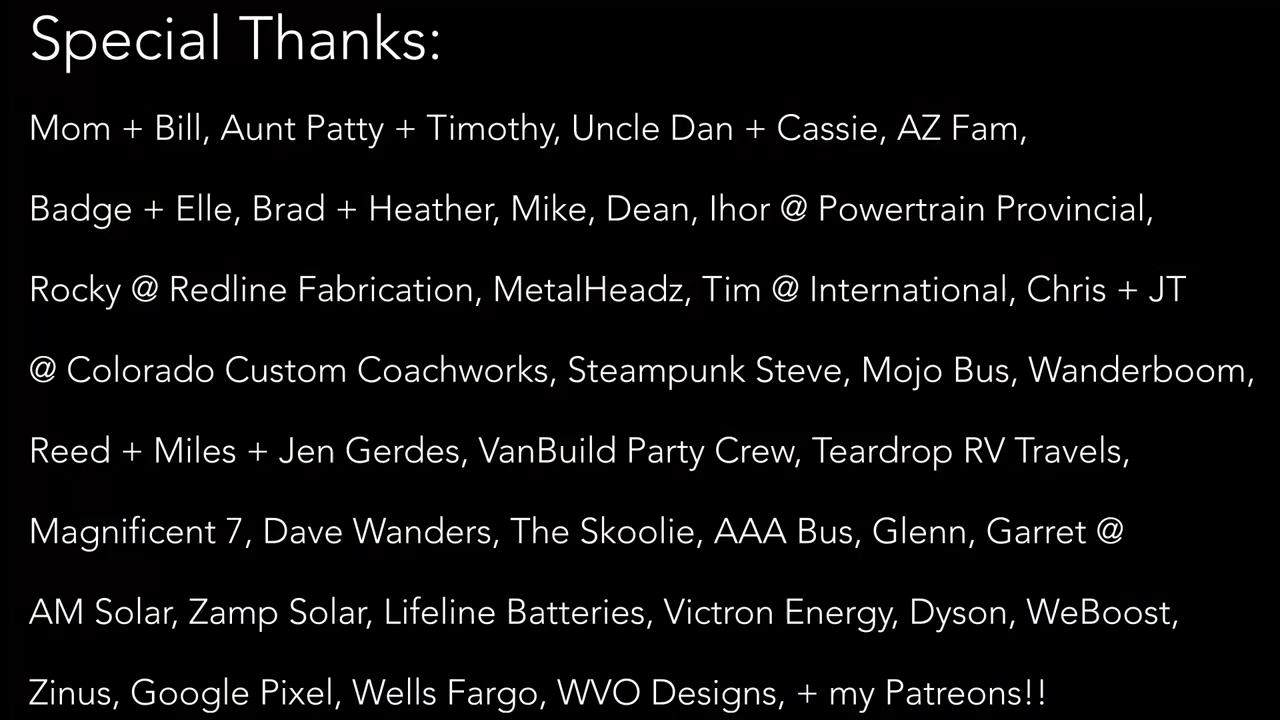 Special Thanks:
Mom + Bill, Aunt Patty + Timothy, Uncle Dan + Cassie, AZ Fam,
Badge + Elle, Brad + Heather, Mike, Dean, Ihor @ Powertrain Provincial,
Rocky @ Redline Fabrication, MetalHeadz, Tim @ International, Chris + JT
@ Colorado Custom Coachworks, Steampunk Steve, Mojo Bus, Wanderboom,
Reed + Miles + Jen Gerdes, VanBuild Party Crew, Teardrop RV Travels,
Magnificent 7, Dave Wanders, The Skoolie, AAA Bus, Glenn, Garret @
AM Solar, Zamp Solar, Lifeline Batteries, Victron Energy, Dyson, WeBoost,
Zinus, Google Pixel, Wells Fargo, WVO Designs, + my Patreons!!